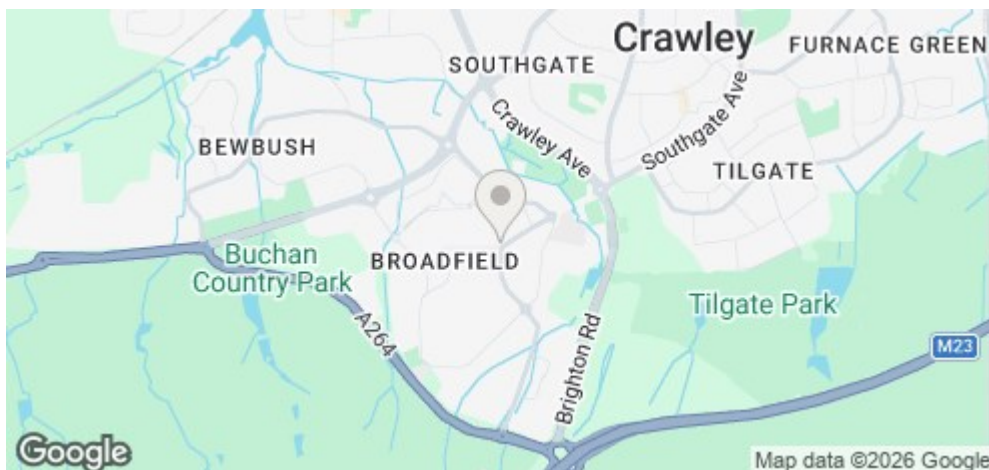 Crawley
FURNACE GREEN
SOUTHGATE
Crawley Ave
Southgate Ave
BEWBUSH
TILGATE
Buchan
Country Park
BROADFIELD
Tilgate Park
A264
Brighton Rd
M23
Google
Map data ©2026 Google